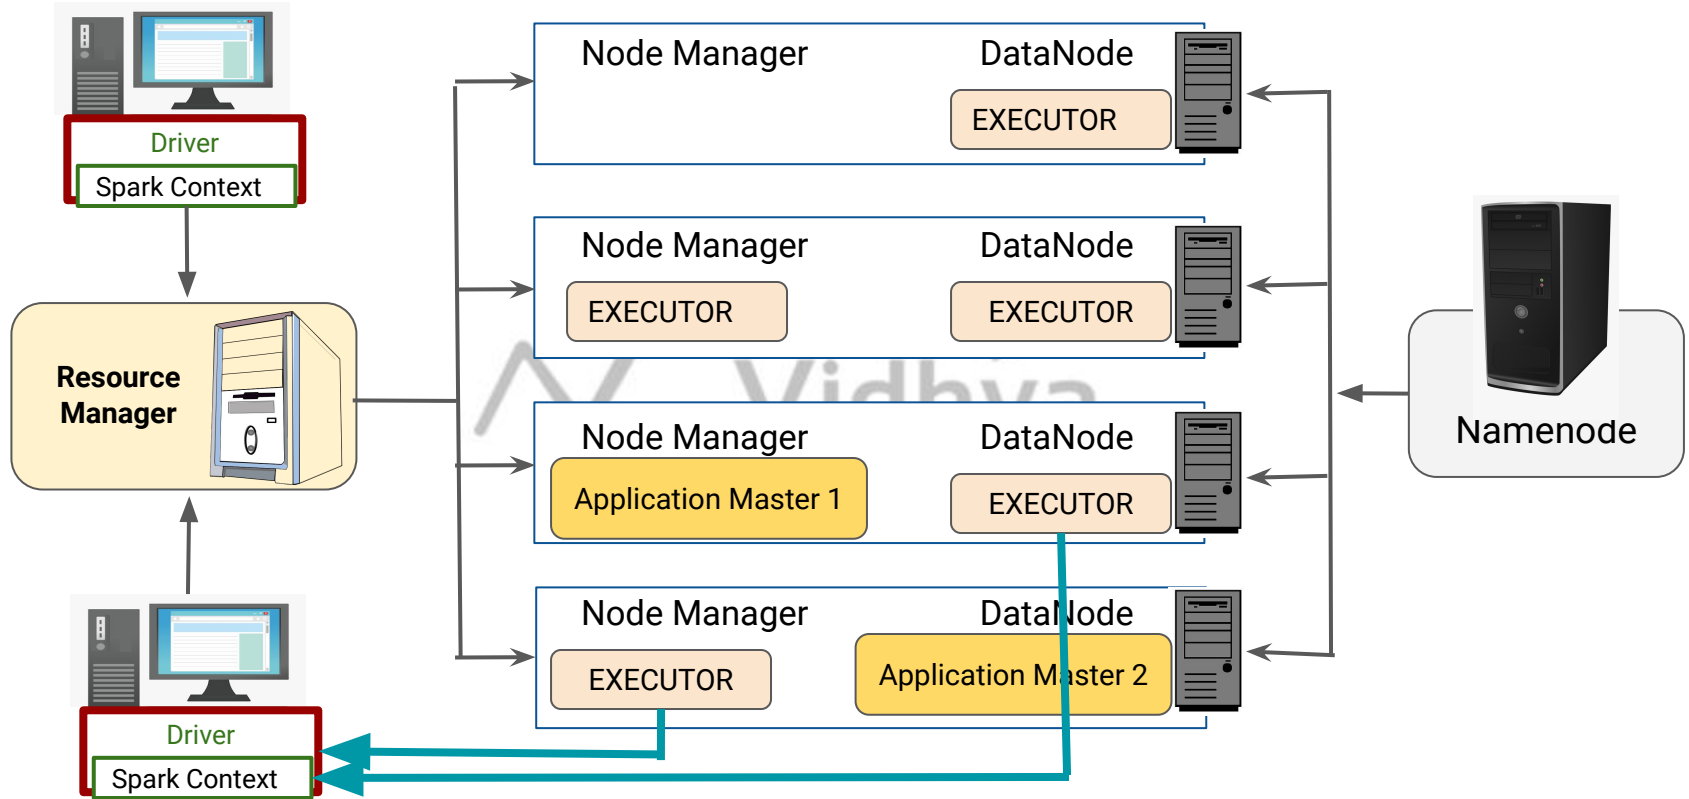 Driver
Spark Context
Resource
Manager
Driver
Spark Context
Node Manager
DataNode
EXECUTOR
Node Manager
DataNode
EXECUTOR
EXECUTOR
Vidhya
Node Manager
DataNode
Application Master 1
EXECUTOR
Node Manager
DataNode
EXECUTOR
Application Master 2
Namenode